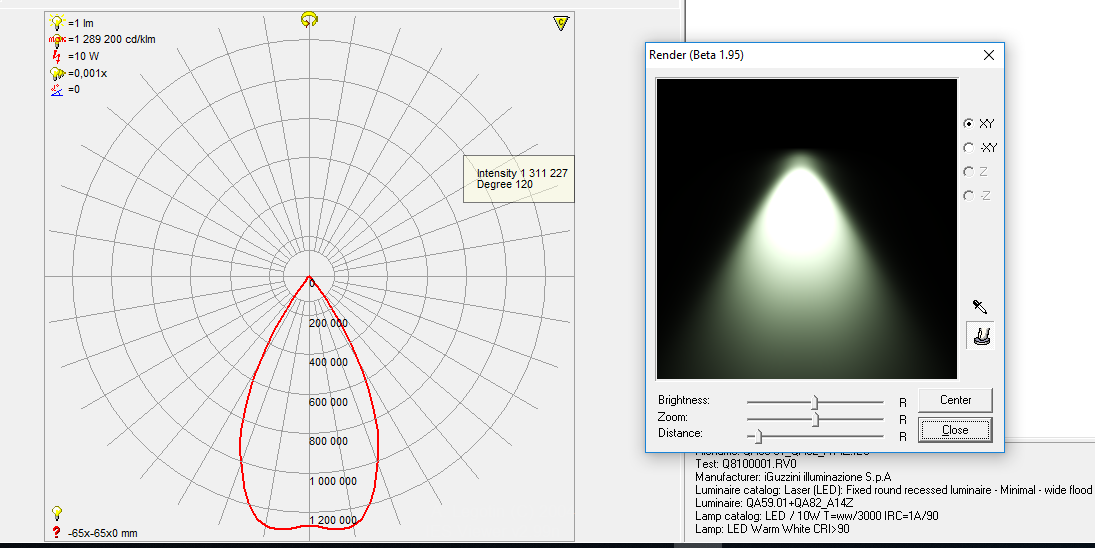 =1 lm
max=1 289 200 cd/klm
=10 W
=0,001x
=0
C
Intensity 1 311 227
Degree 120
0
200 000
400 000
600 000
800 000
1 000 000
1 200 000
-65x-65x0 mm
Render (Beta 1.95)
XY
-XY
Z
-Z
Brightness:
R
Center
Zoom:
R
Distance:
R
Close
Test: Q8100001.RV0
Manufacturer: iGuzzini illuminazione S.p.A
Luminaire catalog: Laser (LED): Fixed round recessed luminaire - Minimal - wide flood
Luminaire: QA59.01+QA82_A14Z
Lamp catalog: LED / 10W T=ww/3000 IRC=1A/90
Lamp: LED Warm White CRI>90